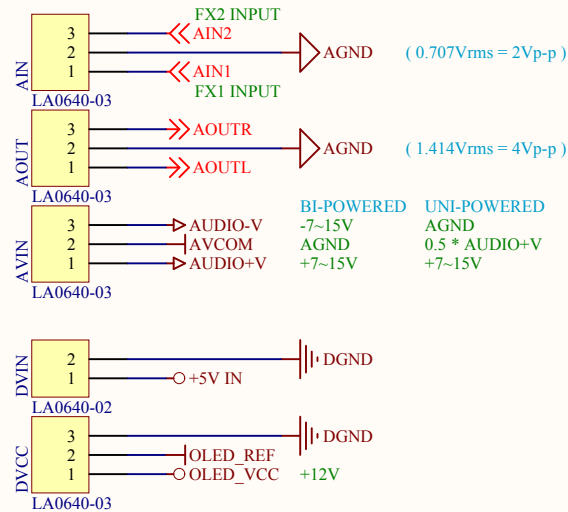 FX2 INPUT
3 AIN2
2 AGND ( 0.707Vrms = 2Vp-p )
1 AIN1
AIN
LA0640-03 FX1 INPUT
3 AOUTR
2 AGND ( 1.414Vrms = 4Vp-p )
1 AOUTL
AOUT
LA0640-03
BI-POWERED UNI-POWERED
3 AUDIO-V -7~15V AGND
2 AVCOM AGND 0.5 * AUDIO+V
1 AUDIO+V +7~15V +7~15V
AVIN
LA0640-03
2 DGND
1 +5V IN
DVIN
LA0640-02
3 DGND
2 OLED_REF
1 OLED_VCC +12V
DVCC
LA0640-03